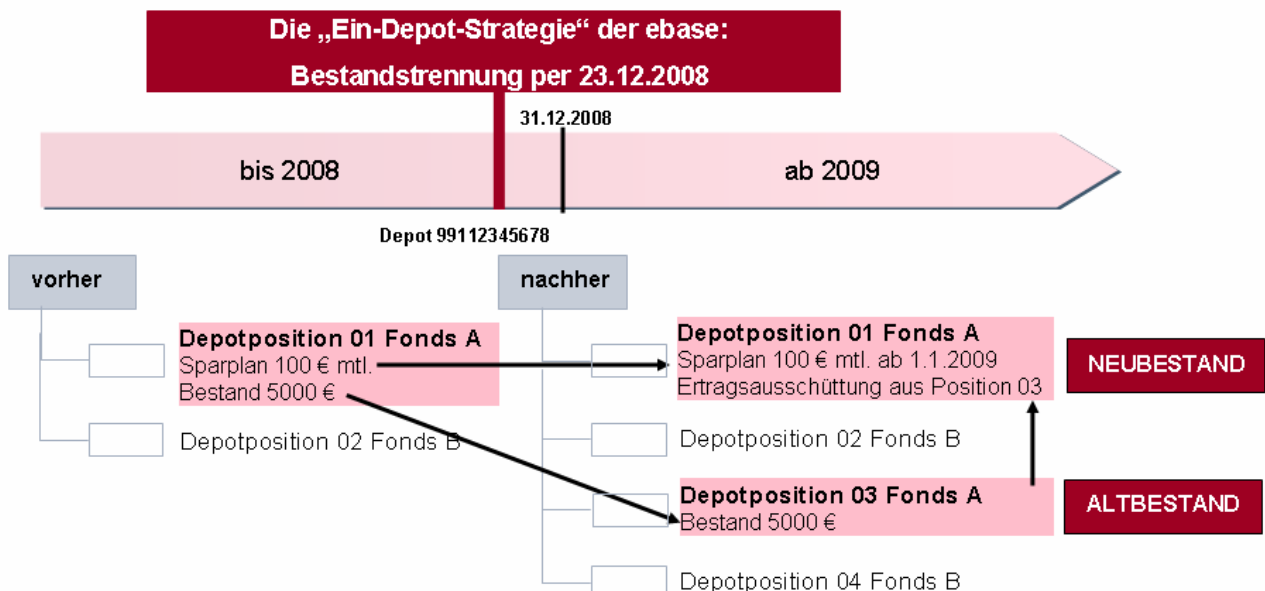 Die „Ein-Depot-Strategie“ der ebase:
Bestandstrennung per 23.12.2008
31.12.2008
bis 2008
ab 2009
Depot 99112345678
vorher
Depotposition 01 Fonds A
Sparplan 100 € mtl.
Bestand 5000 €
Depotposition 02 Fonds B
nachher
Depotposition 01 Fonds A
Sparplan 100 € mtl. ab 1.1.2009
Ertragsausschüttung aus Position 03
NEUBESTAND
Depotposition 02 Fonds B
Depotposition 03 Fonds A
Bestand 5000 €
ALTBESTAND
Depotposition 04 Fonds B